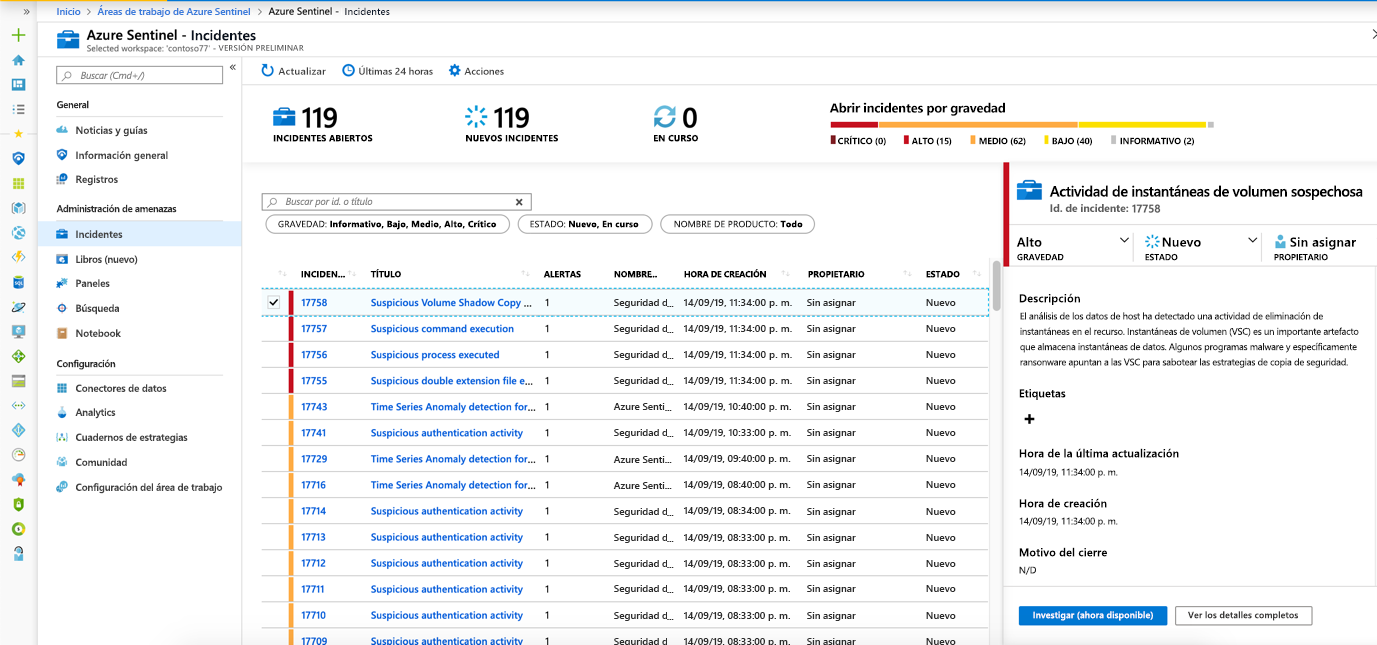 Inicio > Áreas de trabajo de Azure Sentinel > Azure Sentinel - Incidentes
Azure Sentinel - Incidentes
Selected workspace: 'contoso77' - VERSIÓN PRELIMINAR
Buscar (Cmd+/)
General
Noticias y guías
Información general
Registros
Administración de amenazas
Incidentes
Libros (nuevo)
Paneles
Búsqueda
Notebook
Configuración
Conectores de datos
Analytics
Cuadernos de estrategias
Comunidad
Configuración del área de trabajo
Actualizar Últimas 24 horas Acciones
119 INCIDENTES ABIERTOS
119 NUEVOS INCIDENTES
0 EN CURSO
Abrir incidentes por gravedad
CRÍTICO (0) ALTO (15) MEDIO (62) BAJO (40) INFORMATIVO (2)
Buscar por id. o título
GRAVEDAD: Informativo, Bajo, Medio, Alto, Crítico ESTADO: Nuevo, En curso NOMBRE DE PRODUCTO: Todo
INCIDEN... TÍTULO ALERTAS NOMBRE.. HORA DE CREACIÓN PROPIETARIO ESTADO
17758 Suspicious Volume Shadow Copy ... 1 Seguridad d... 14/09/19, 11:34:00 p. m. Sin asignar Nuevo
17757 Suspicious command execution 1 Seguridad d... 14/09/19, 11:34:00 p. m. Sin asignar Nuevo
17756 Suspicious process executed 1 Seguridad d... 14/09/19, 11:34:00 p. m. Sin asignar Nuevo
17755 Suspicious double extension file e... 1 Seguridad d... 14/09/19, 11:34:00 p. m. Sin asignar Nuevo
17743 Time Series Anomaly detection for... 1 Azure Senti... 14/09/19, 10:40:00 p. m. Sin asignar Nuevo
17741 Suspicious authentication activity 1 Seguridad d... 14/09/19, 10:33:00 p. m. Sin asignar Nuevo
17729 Time Series Anomaly detection for... 1 Azure Senti... 14/09/19, 09:40:00 p. m. Sin asignar Nuevo
17716 Time Series Anomaly detection for... 1 Azure Senti... 14/09/19, 08:40:00 p. m. Sin asignar Nuevo
17714 Suspicious authentication activity 1 Seguridad d... 14/09/19, 08:34:00 p. m. Sin asignar Nuevo
17713 Suspicious authentication activity 1 Seguridad d... 14/09/19, 08:33:00 p. m. Sin asignar Nuevo
17712 Suspicious authentication activity 1 Seguridad d... 14/09/19, 08:33:00 p. m. Sin asignar Nuevo
17711 Suspicious authentication activity 1 Seguridad d... 14/09/19, 08:33:00 p. m. Sin asignar Nuevo
17710 Suspicious authentication activity 1 Seguridad d... 14/09/19, 08:33:00 p. m. Sin asignar Nuevo
17709 Suspicious authentication activity 1 Seguridad d 14/09/19, 08:33:00 p. m. Sin asignar Nuevo
Actividad de instantáneas de volumen sospechosa
Id. de incidente: 17758
Alto GRAVEDAD
Nuevo ESTADO
Sin asignar PROPIETARIO
Descripción
El análisis de los datos de host ha detectado una actividad de eliminación de
instantáneas en el recurso. Instantáneas de volumen (VSC) es un importante artefacto
que almacena instantáneas de datos. Algunos programas malware y específicamente
ransonware apuntan a las VSC para sabotear las estrategias de copia de seguridad.
Etiquetas
Hora de la última actualización
14/09/19, 11:34:00 p. m.
Hora de creación
14/09/19, 11:34:00 p. m.
Motivo del cierre
N/D
Investigar (ahora disponible) Ver los detalles completos